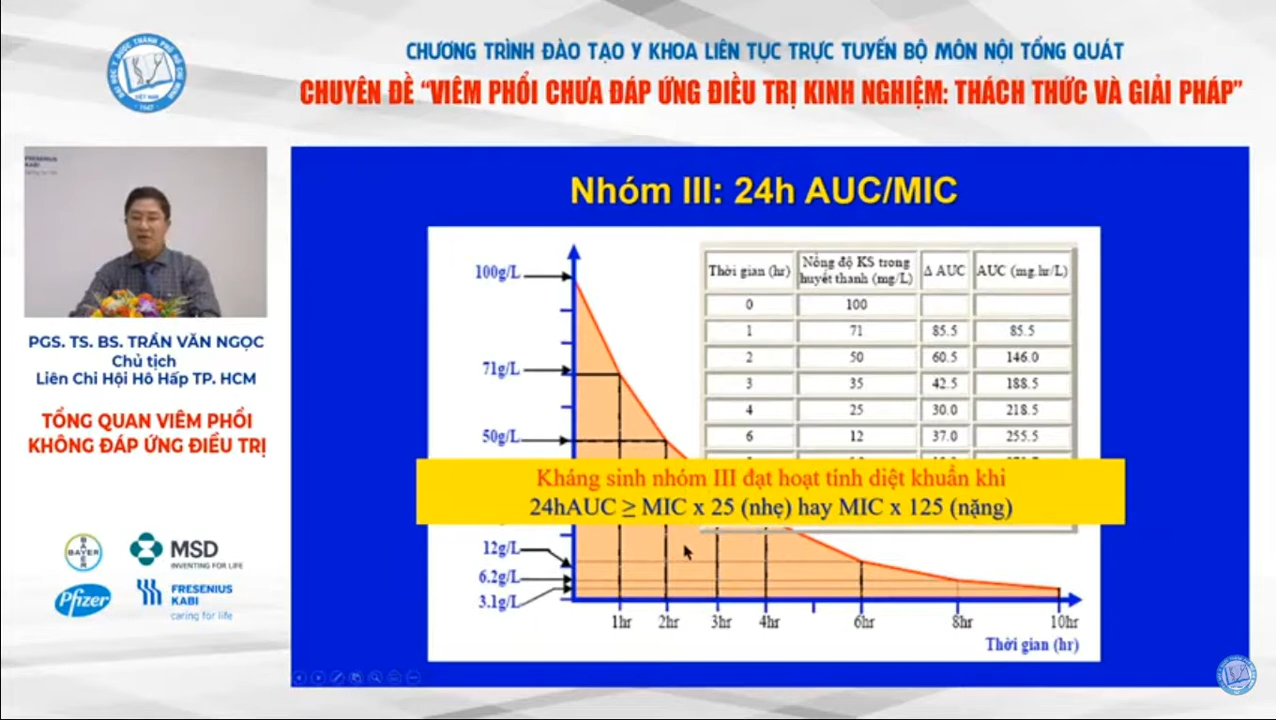 CHƯƠNG TRÌNH ĐÀO TẠO Y KHOA LIÊN TỤC TRỰC TUYẾN BỘ MÔN NỘI TỔNG QUÁT
CHUYÊN ĐỀ “VIÊM PHỔI CHƯA ĐÁP ỨNG ĐIỀU TRỊ KINH NGHIỆM: THÁCH THỨC VÀ GIẢI PHÁP”
FRESENIUS
KABI
PGS. TS. BS. TRẦN VĂN NGỌC
Chủ tịch
Liên Chi Hội Hô Hấp TP. HCM
TỔNG QUAN VIÊM PHỔI
KHÔNG ĐÁP ỨNG ĐIỀU TRỊ
BAYER
MSD
INVENTING FOR LIFE
Pfizer
FRESENIUS
KABI
caring for life
Nhóm III: 24h AUC/MIC
100g/L
71g/L
50g/L
12g/L
6.2g/L
3.1g/L
Thời gian (hr) Nồng độ KS trong huyết thanh (mg/L) Δ AUC AUC (mg.hr/L)
0 100
1 71 85.5 85.5
2 50 60.5 146.0
3 35 42.5 188.5
4 25 30.0 218.5
6 12 37.0 255.5
Kháng sinh nhóm III đạt hoạt tính diệt khuẩn khi
24hAUC ≥ MIC x 25 (nhẹ) hay MIC x 125 (nặng)
1hr 2hr 3hr 4hr 6hr 8hr 10hr
Thời gian (hr)